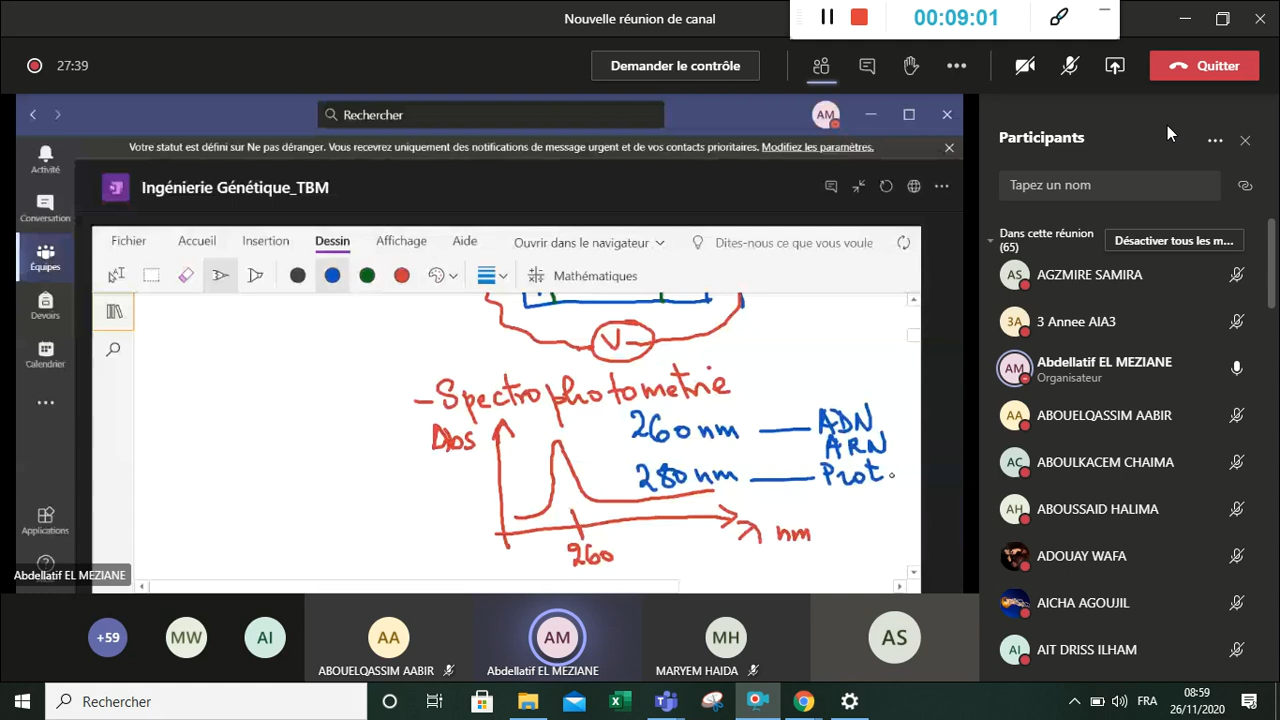 Nouvelle réunion de canal
00:09:01
27:39
Demander le contrôle
Quitter
Rechercher
AM
Votre statut est défini sur Ne pas déranger. Vous recevrez uniquement des notifications de message urgent et de vos contacts prioritaires. Modifiez les paramètres.
Activité
Conversation
Équipes
Devoirs
Calendrier
Applications
Aide
Ingénierie Génétique_TBM
Fichier
Accueil
Insertion
Dessin
Affichage
Aide
Ouvrir dans le navigateur
Dites-nous ce que vous voule
Mathématiques
V
- Spectrophotometrie
Abs
260 nm — ADN
ARN
280 nm — Prot
260
λ nm
Abdellatif EL MEZIANE
Participants
Tapez un nom
Dans cette réunion
(65)
Désactiver tous les m...
AS AGZMIRE SAMIRA
3A 3 Annee AIA3
AM Abdellatif EL MEZIANE
Organisateur
AA ABOUELQASSIM AABIR
AC ABOULKACEM CHAIMA
AH ABOUSSAID HALIMA
ADOUAY WAFA
AICHA AGOUJIL
AI AIT DRISS ILHAM
+59
MW
AI
AA
ABOUELQASSIM AABIR
AM
Abdellatif EL MEZIANE
MH
MARYEM HAIDA
AS
Rechercher
FRA
08:59
26/11/2020